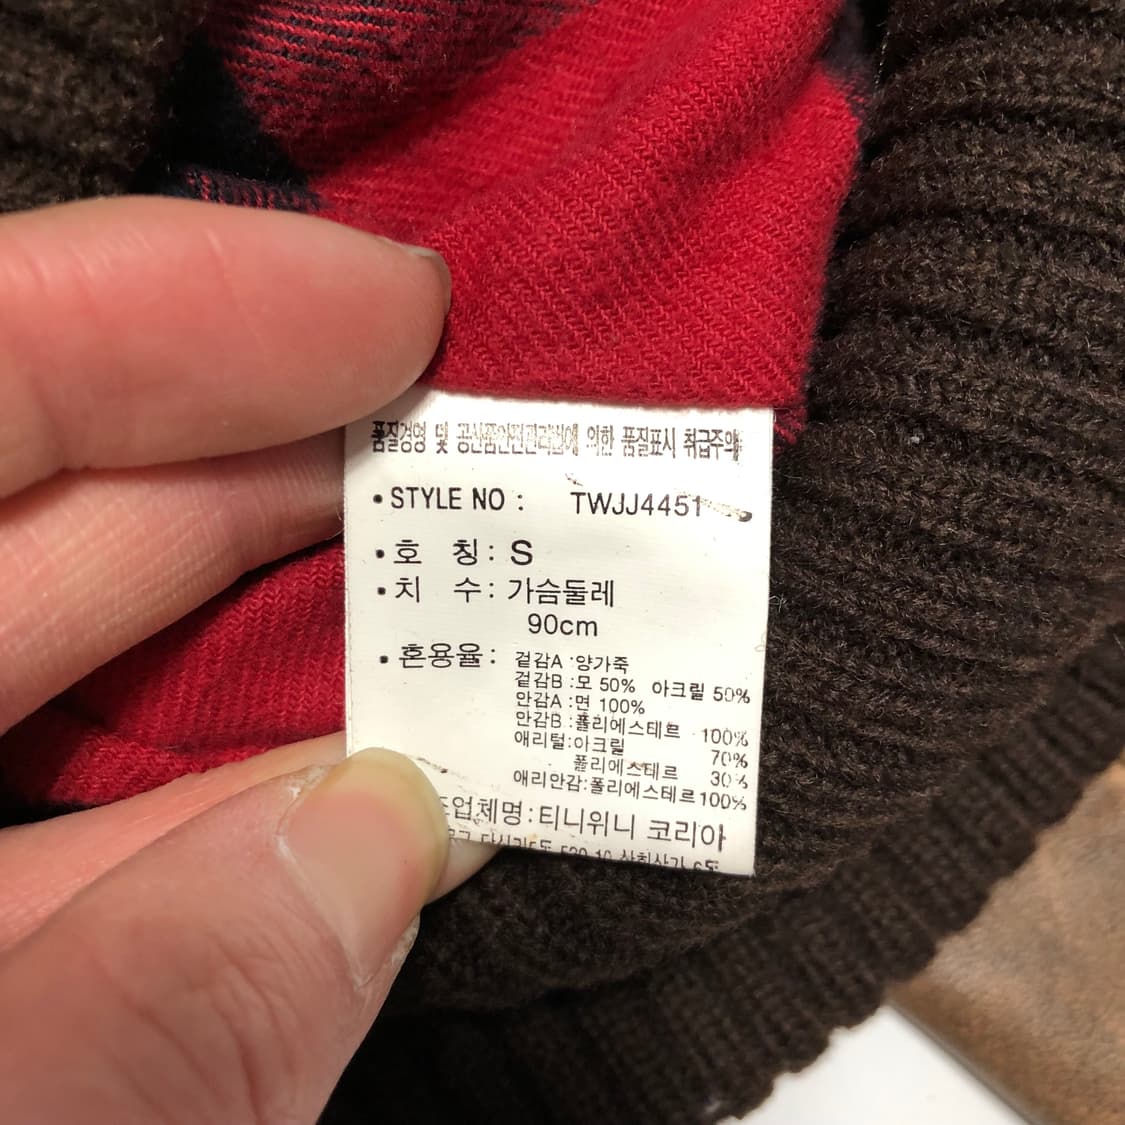 품질경영 및 공산품안전관리법에 의한 품질표시 취급주의
• STYLE NO : TWJJ4451
• 호 칭 : S
• 치 수 : 가슴둘레
90cm
• 혼용율 : 겉감A :양가죽
겉감B :모 50% 아크릴 50%
안감A :면 100%
안감B :폴리에스테르 100%
애리털:아크릴 70%
폴리에스테르 30%
애리안감:폴리에스테르100%
조업체명:티니위니 코리아